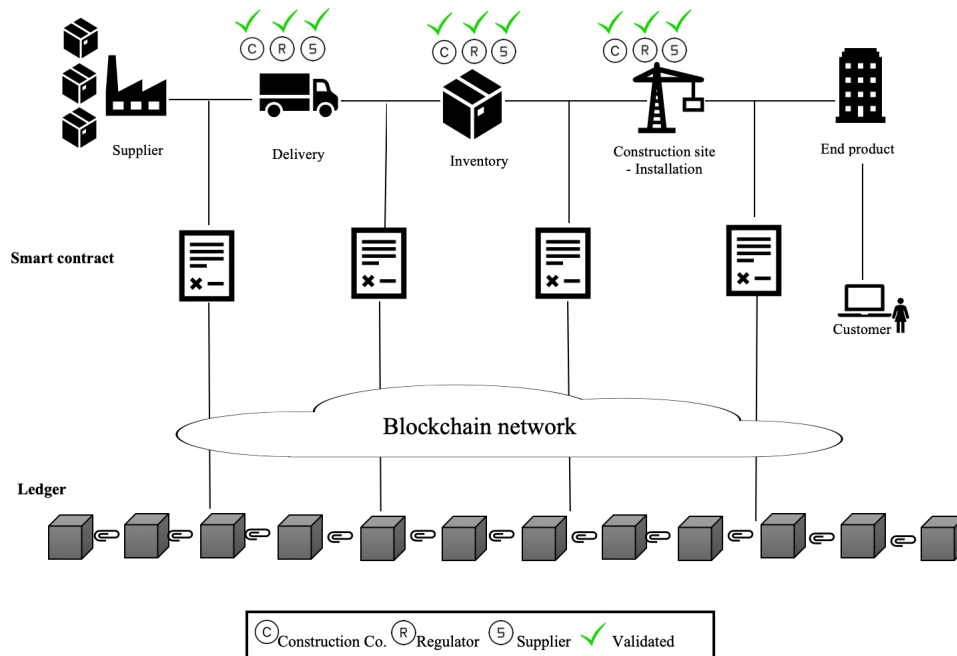 C R S
C R S
C R S
Supplier
Delivery
Inventory
Construction site
- Installation
End product
Smart contract
Customer
Blockchain network
Ledger
C Construction Co. R Regulator S Supplier Validated